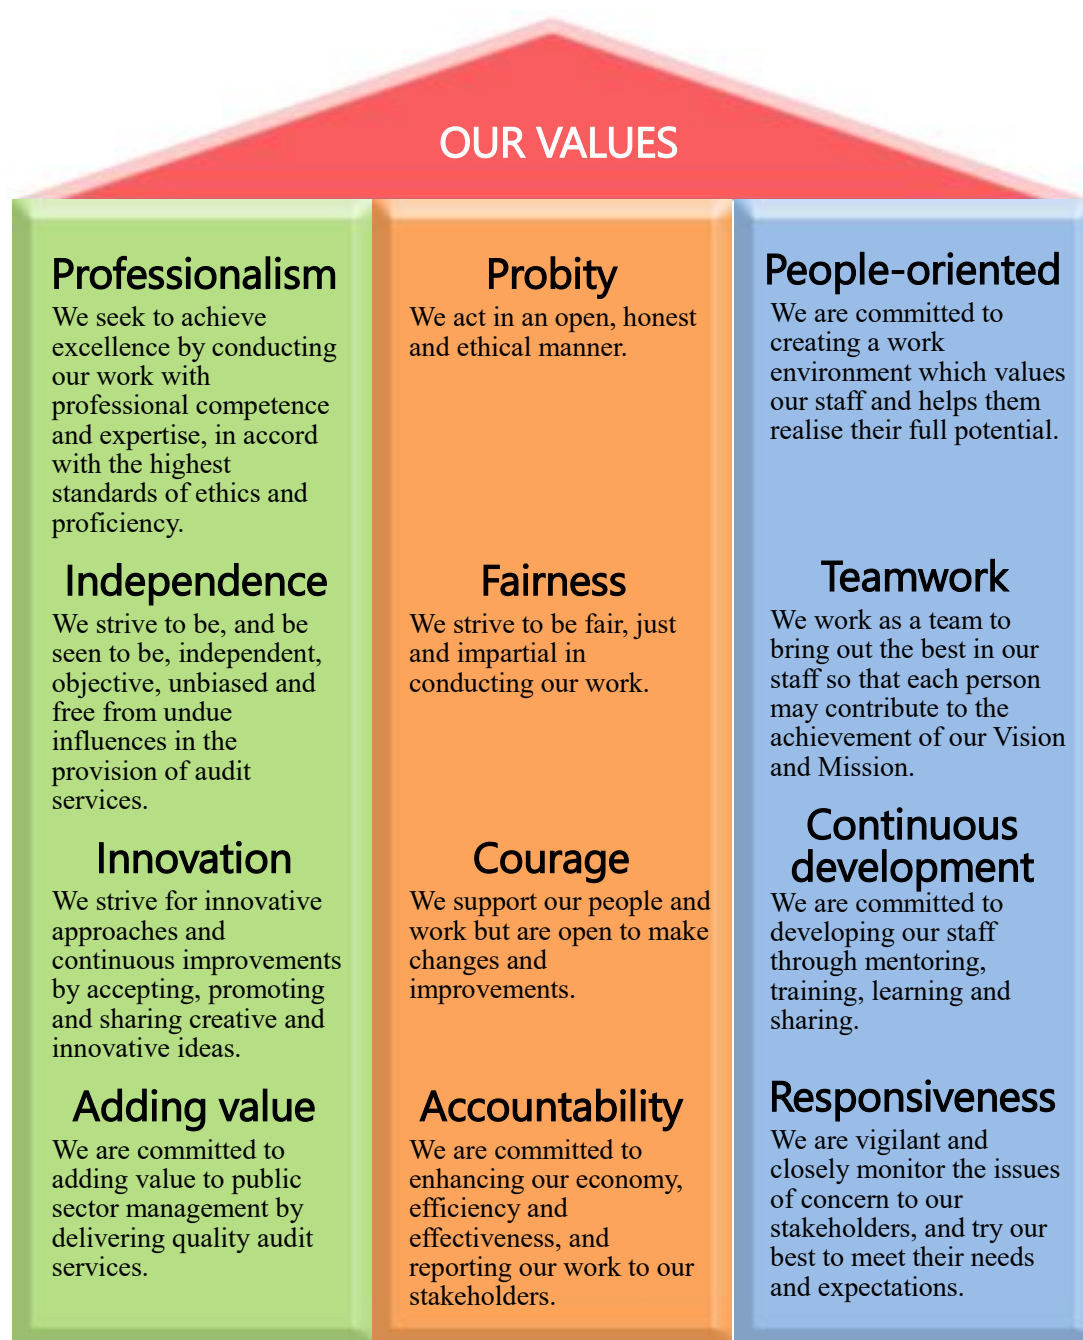 OUR VALUES
Professionalism
We seek to achieve
excellence by conducting
our work with
professional competence
and expertise, in accord
with the highest
standards of ethics and
proficiency.
Independence
We strive to be, and be
seen to be, independent,
objective, unbiased and
free from undue
influences in the
provision of audit
services.
Innovation
We strive for innovative
approaches and
continuous improvements
by accepting, promoting
and sharing creative and
innovative ideas.
Adding value
We are committed to
adding value to public
sector management by
delivering quality audit
services.
Probity
We act in an open, honest
and ethical manner.
Fairness
We strive to be fair, just
and impartial in
conducting our work.
Courage
We support our people and
work but are open to make
changes and
improvements.
Accountability
We are committed to
enhancing our economy,
efficiency and
effectiveness, and
reporting our work to our
stakeholders.
People-oriented
We are committed to
creating a work
environment which values
our staff and helps them
realise their full potential.
Teamwork
We work as a team to
bring out the best in our
staff so that each person
may contribute to the
achievement of our Vision
and Mission.
Continuous
development
We are committed to
developing our staff
through mentoring,
training, learning and
sharing.
Responsiveness
We are vigilant and
closely monitor the issues
of concern to our
stakeholders, and try our
best to meet their needs
and expectations.